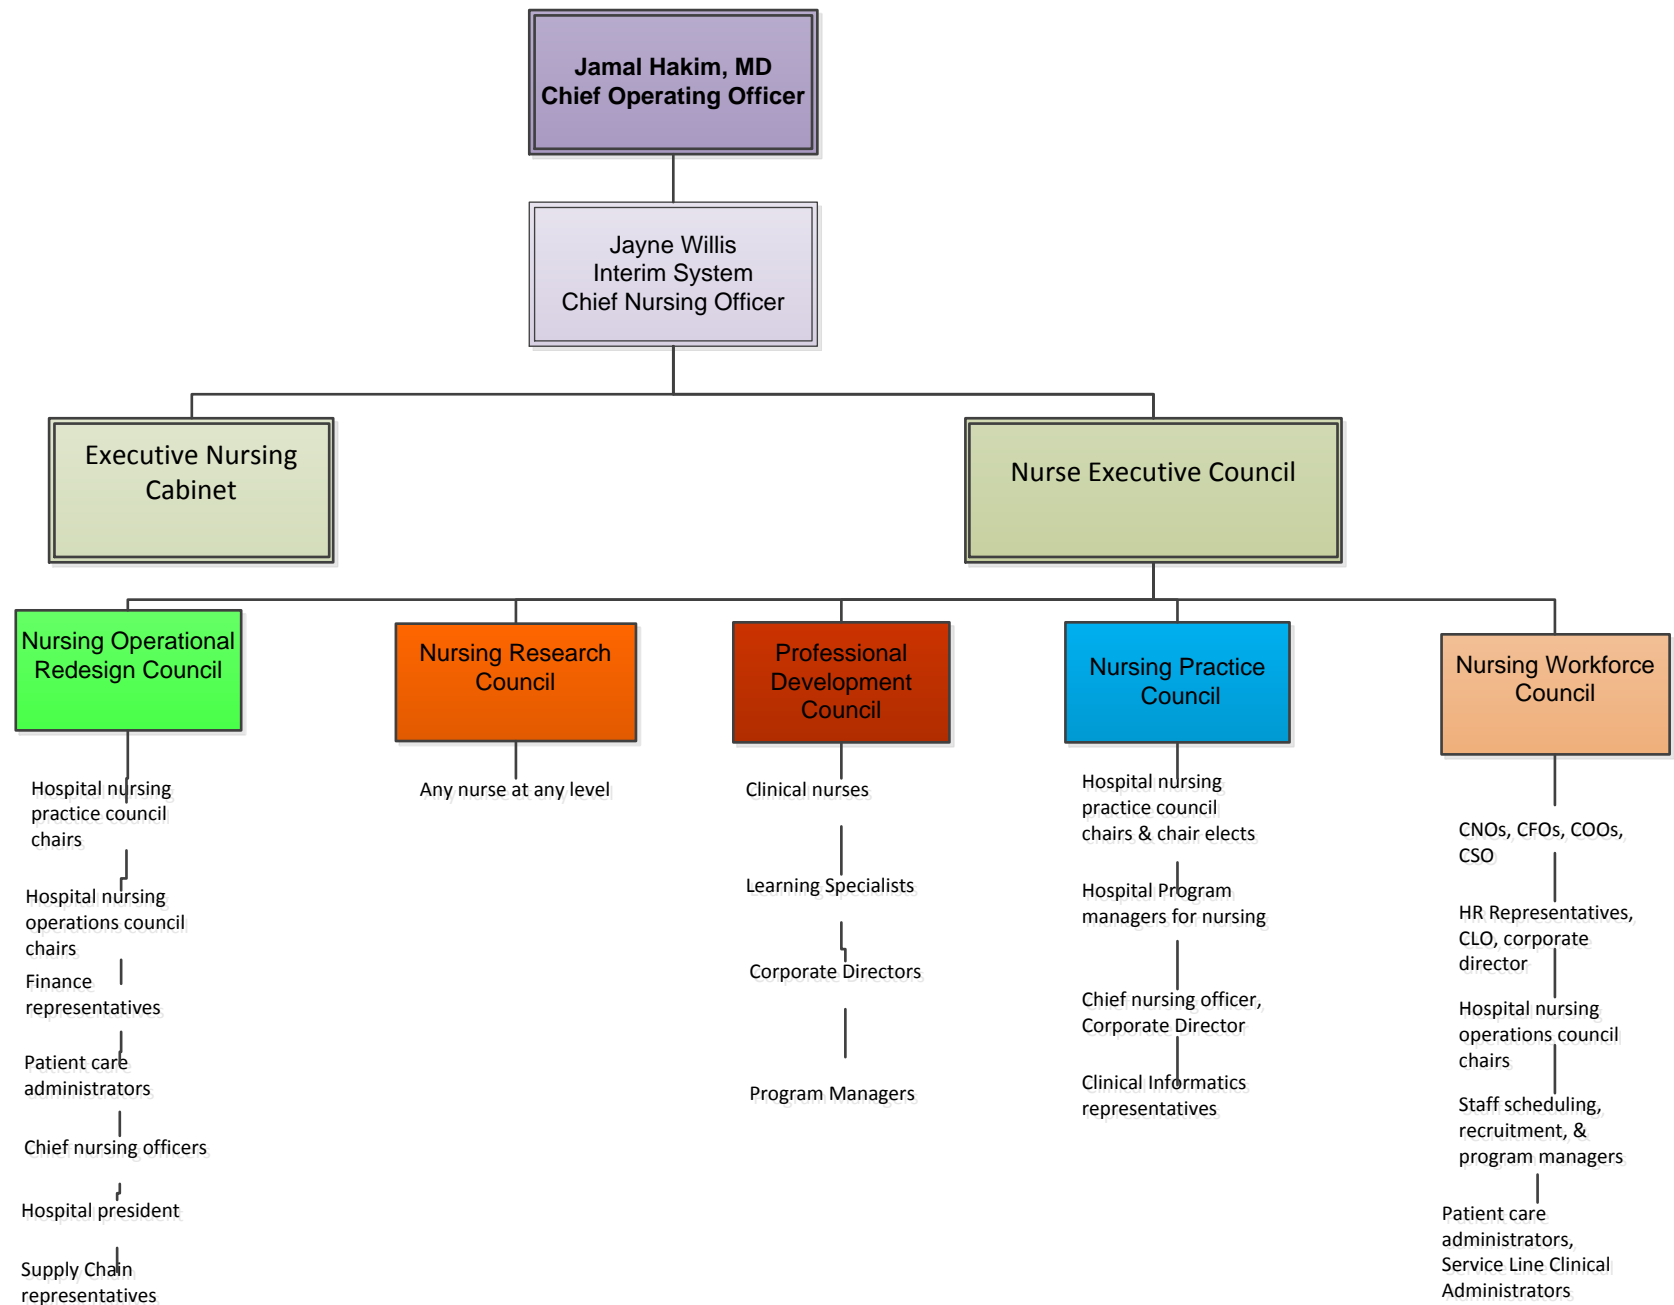 Jamal Hakim, MD
Chief Operating Officer
Jayne Willis
Interim System
Chief Nursing Officer
Executive Nursing
Cabinet
Nurse Executive Council
Nursing Operational
Redesign Council
Hospital nursing
practice council
chairs
Hospital nursing
operations council
chairs
Finance
representatives
Patient care
administrators
Chief nursing officers
Hospital president
Supply Chain
representatives
Nursing Research
Council
Any nurse at any level
Professional
Development
Council
Clinical nurses
Learning Specialists
Corporate Directors
Program Managers
Nursing Practice
Council
Hospital nursing
practice council
chairs & chair elects
Hospital Program
managers for nursing
Chief nursing officer,
Corporate Director
Clinical Informatics
representatives
Nursing Workforce
Council
CNOs, CFOs, COOs,
CSO
HR Representatives,
CLO, corporate
director
Hospital nursing
operations council
chairs
Staff scheduling,
recruitment, &
program managers
Patient care
administrators,
Service Line Clinical
Administrators